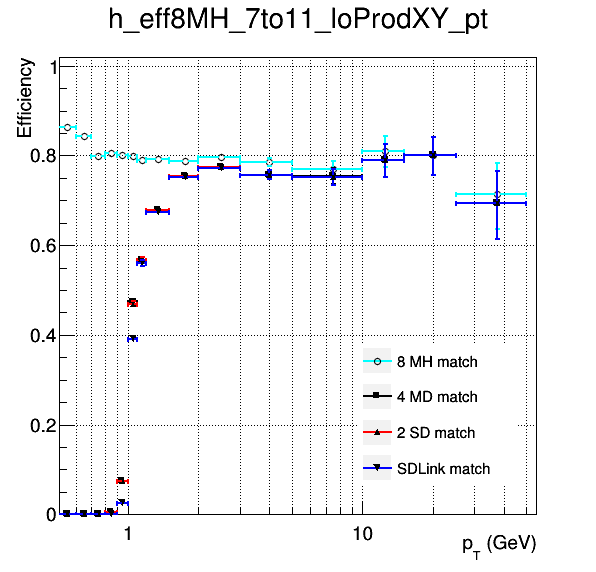 h_eff8MH_7to11_loProdXY_pt
Efficiency
1
0.8
0.6
0.4
0.2
0
8 MH match
4 MD match
2 SD match
SDLink match
1
10
p_T (GeV)